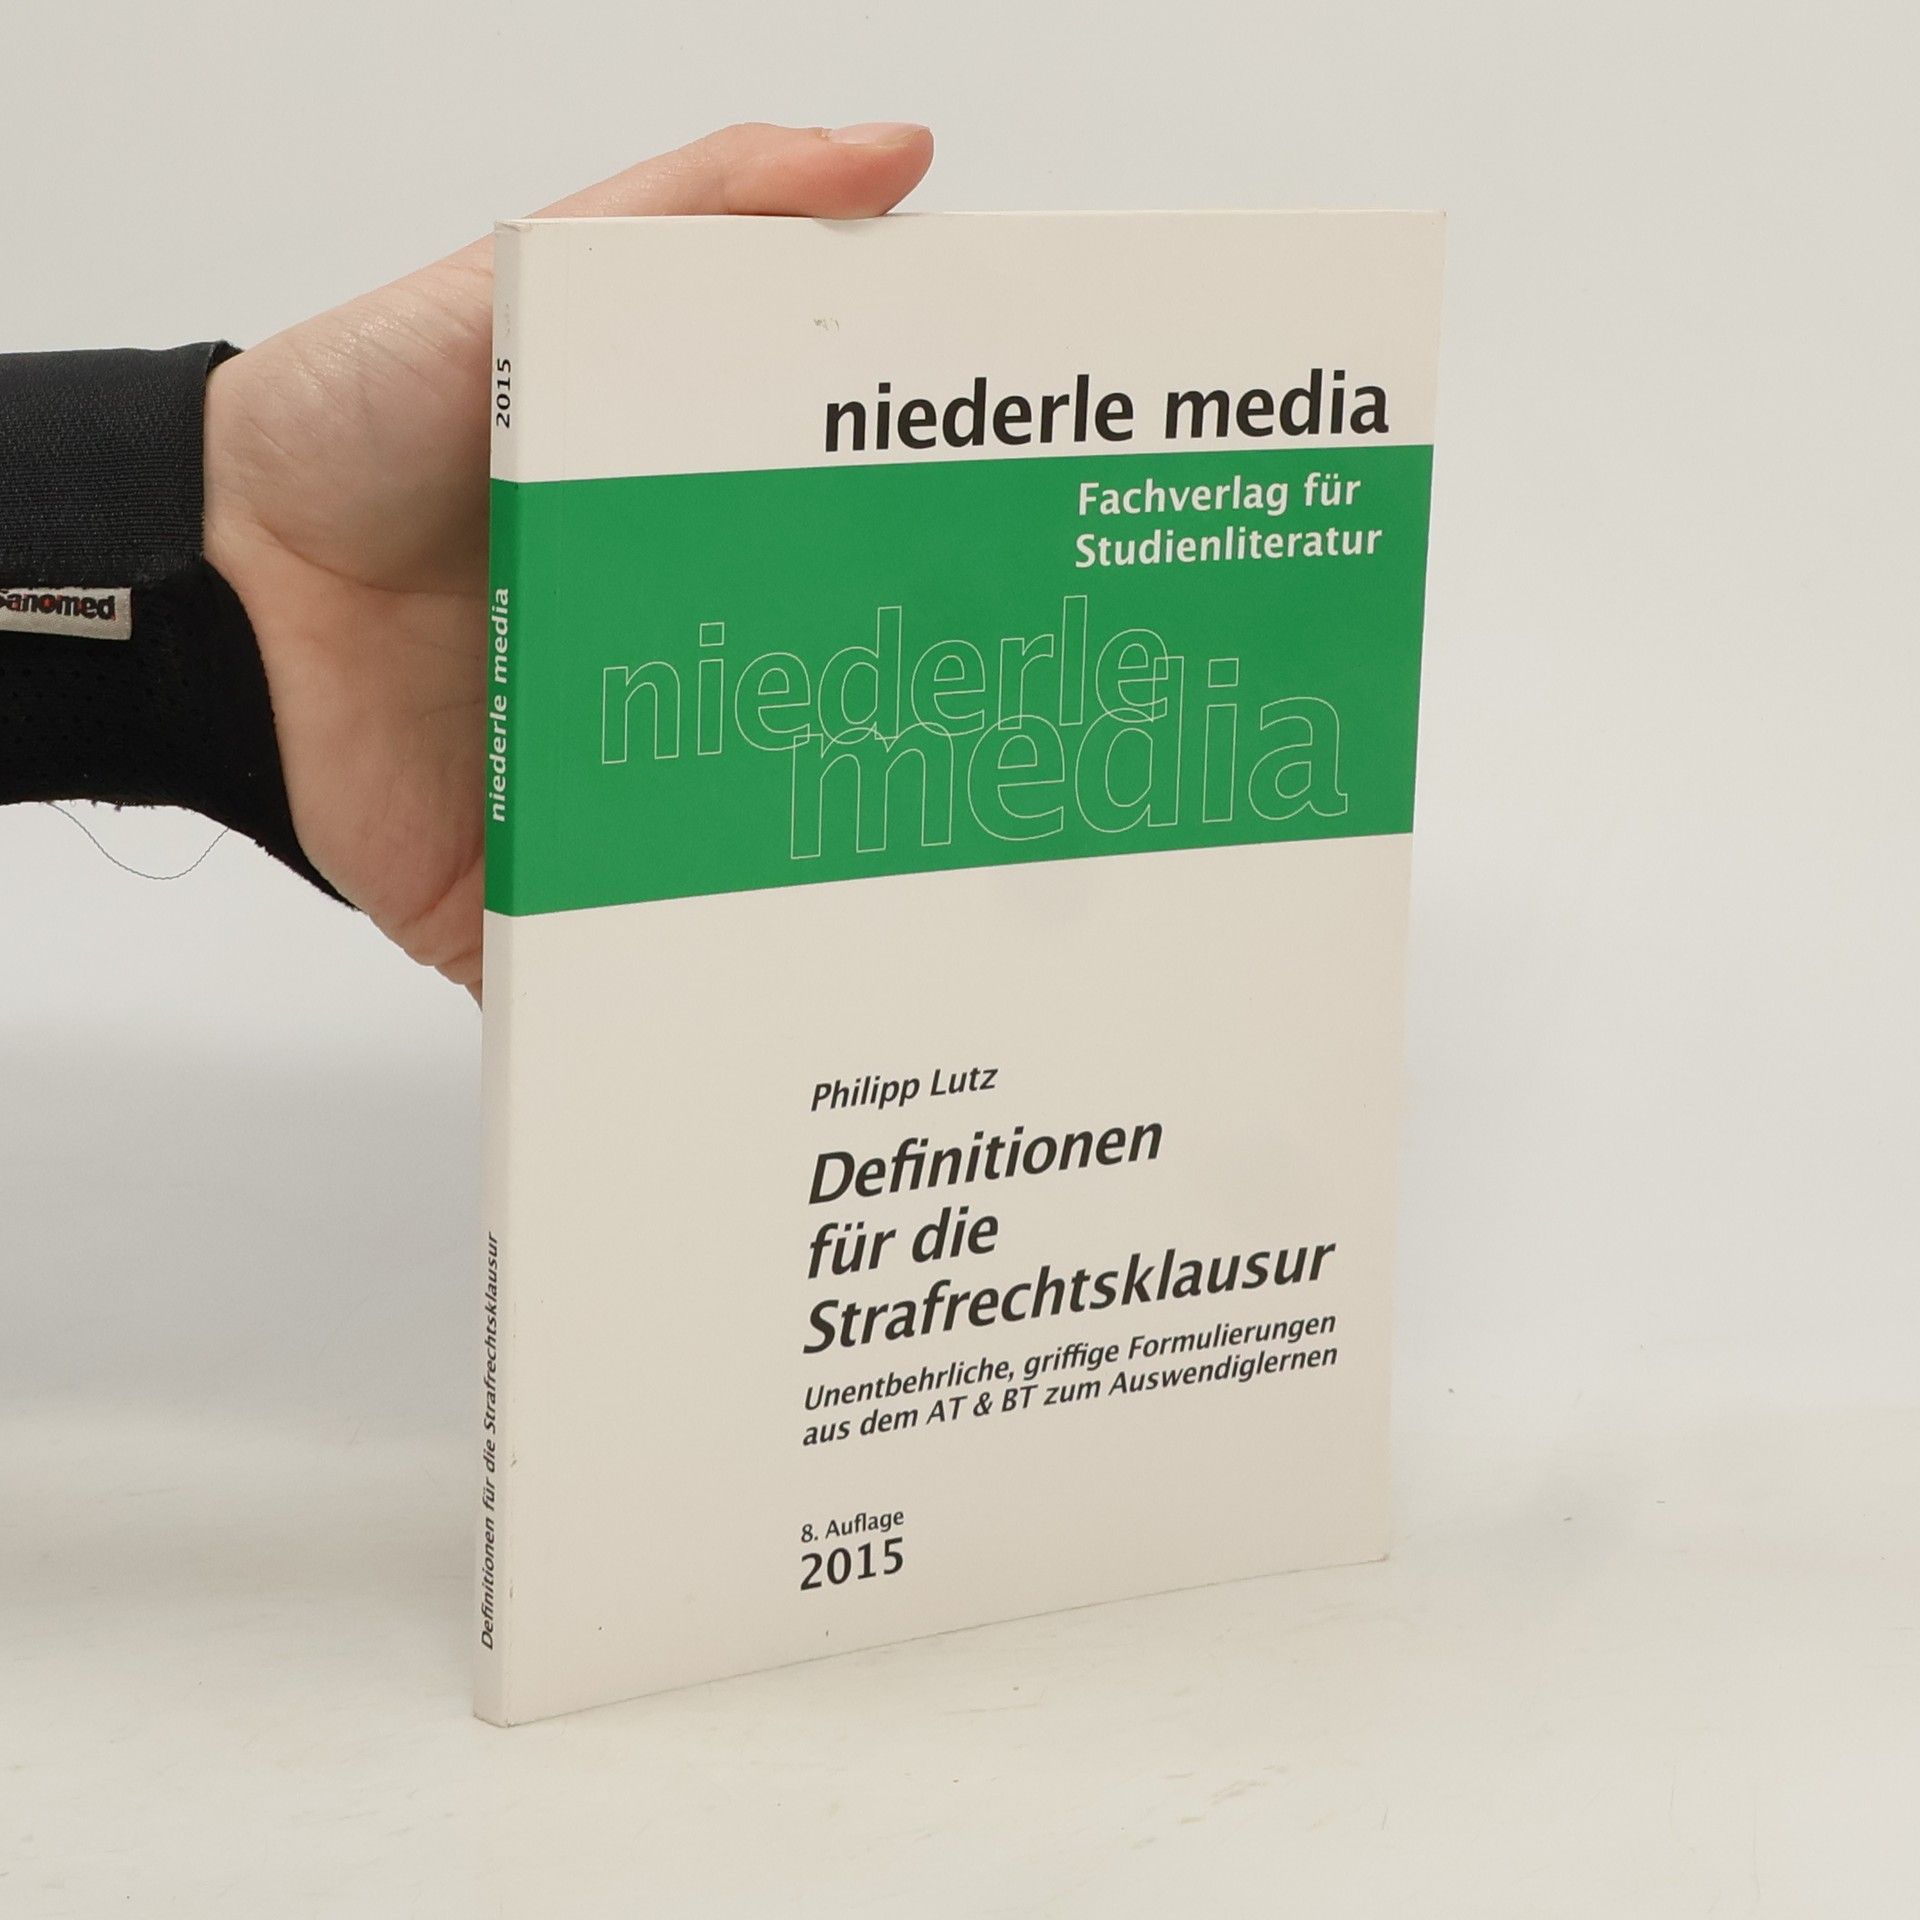 niederle media
Fachverlag für
Studienliteratur
niederle
media
Philipp Lutz
Definitionen
für die
Strafrechtsklausur
Unentbehrliche, griffige Formulierungen
aus dem AT & BT zum Auswendiglernen
8. Auflage
2015
2015
niederle media
Definitionen für die Strafrechtsklausur
Sanomed